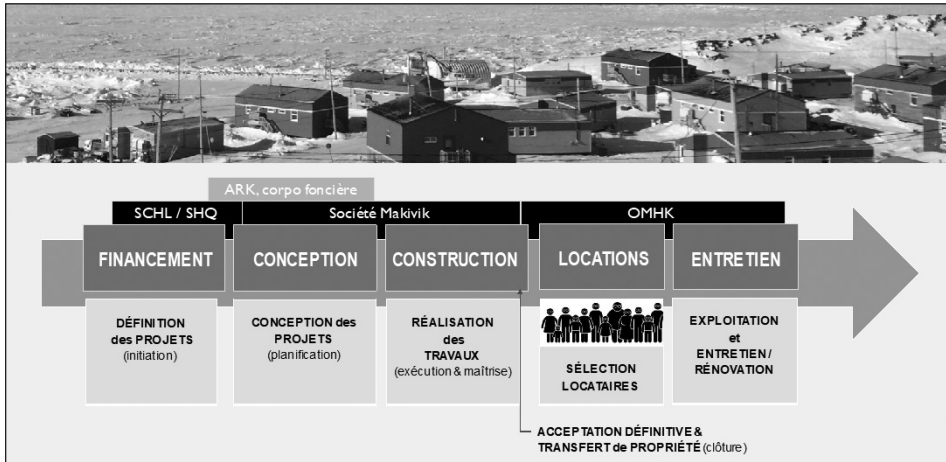 ARK, corpo foncière
SCHL / SHQ
Société Makivik
OMHK
FINANCEMENT
CONCEPTION
CONSTRUCTION
LOCATIONS
ENTRETIEN
DÉFINITION
des PROJETS
(initiation)
CONCEPTION des
PROJETS
(planification)
RÉALISATION
des
TRAVAUX
(exécution & maîtrise)
SÉLECTION
LOCATAIRES
EXPLOITATION
et
ENTRETIEN /
RÉNOVATION
ACCEPTATION DÉFINITIVE &
TRANSFERT de PROPRIÉTÉ (clôture)